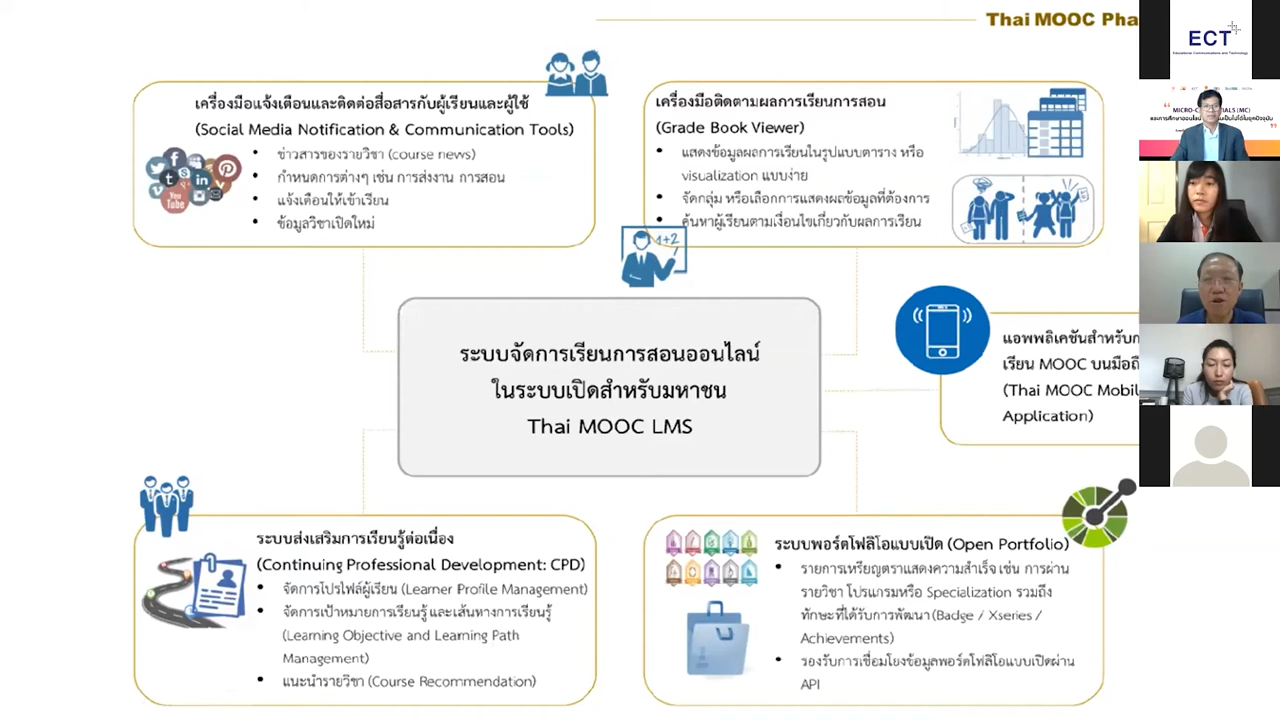 Thai MOOC Pha
เครื่องมือแจ้งเตือนและติดต่อสื่อสารกับผู้เรียนและผู้ใช้
(Social Media Notification & Communication Tools)
• ข่าวสารของรายวิชา (course news)
• กำหนดการต่างๆ เช่น การส่งงาน การสอน
• แจ้งเตือนให้เข้าเรียน
• ข้อมูลวิชาเปิดใหม่
You
Tube
เครื่องมือติดตามผลการเรียนการสอน
(Grade Book Viewer)
• แสดงข้อมูลผลการเรียนในรูปแบบตาราง หรือ
visualization แบบง่าย
• จัดกลุ่ม หรือเลือกการแสดงผลข้อมูลที่ต้องการ
• ค้นหาผู้เรียนตามเงื่อนไขเกี่ยวกับผลการเรียน
1+2
ระบบจัดการเรียนการสอนออนไลน์
ในระบบเปิดสำหรับมหาชน
Thai MOOC LMS
แอพพลิเคชันสำหรับก
เรียน MOOC บนมือถื
(Thai MOOC Mobil
Application)
ระบบส่งเสริมการเรียนรู้ต่อเนื่อง
(Continuing Professional Development: CPD)
• จัดการโปรไฟล์ผู้เรียน (Learner Profile Management)
• จัดการเป้าหมายการเรียนรู้ และเส้นทางการเรียนรู้
(Learning Objective and Learning Path
Management)
• แนะนำรายวิชา (Course Recommendation)
ระบบพอร์ตโฟลิโอแบบเปิด (Open Portfolio)
• รายการเหรียญตราแสดงความสำเร็จ เช่น การผ่าน
รายวิชา โปรแกรมหรือ Specialization รวมถึง
ทักษะที่ได้รับการพัฒนา (Badge / Xseries /
Achievements)
• รองรับการเชื่อมโยงข้อมูลพอร์ตโฟลิโอแบบเปิดผ่าน
API
ECT
Educational Communications and Technology